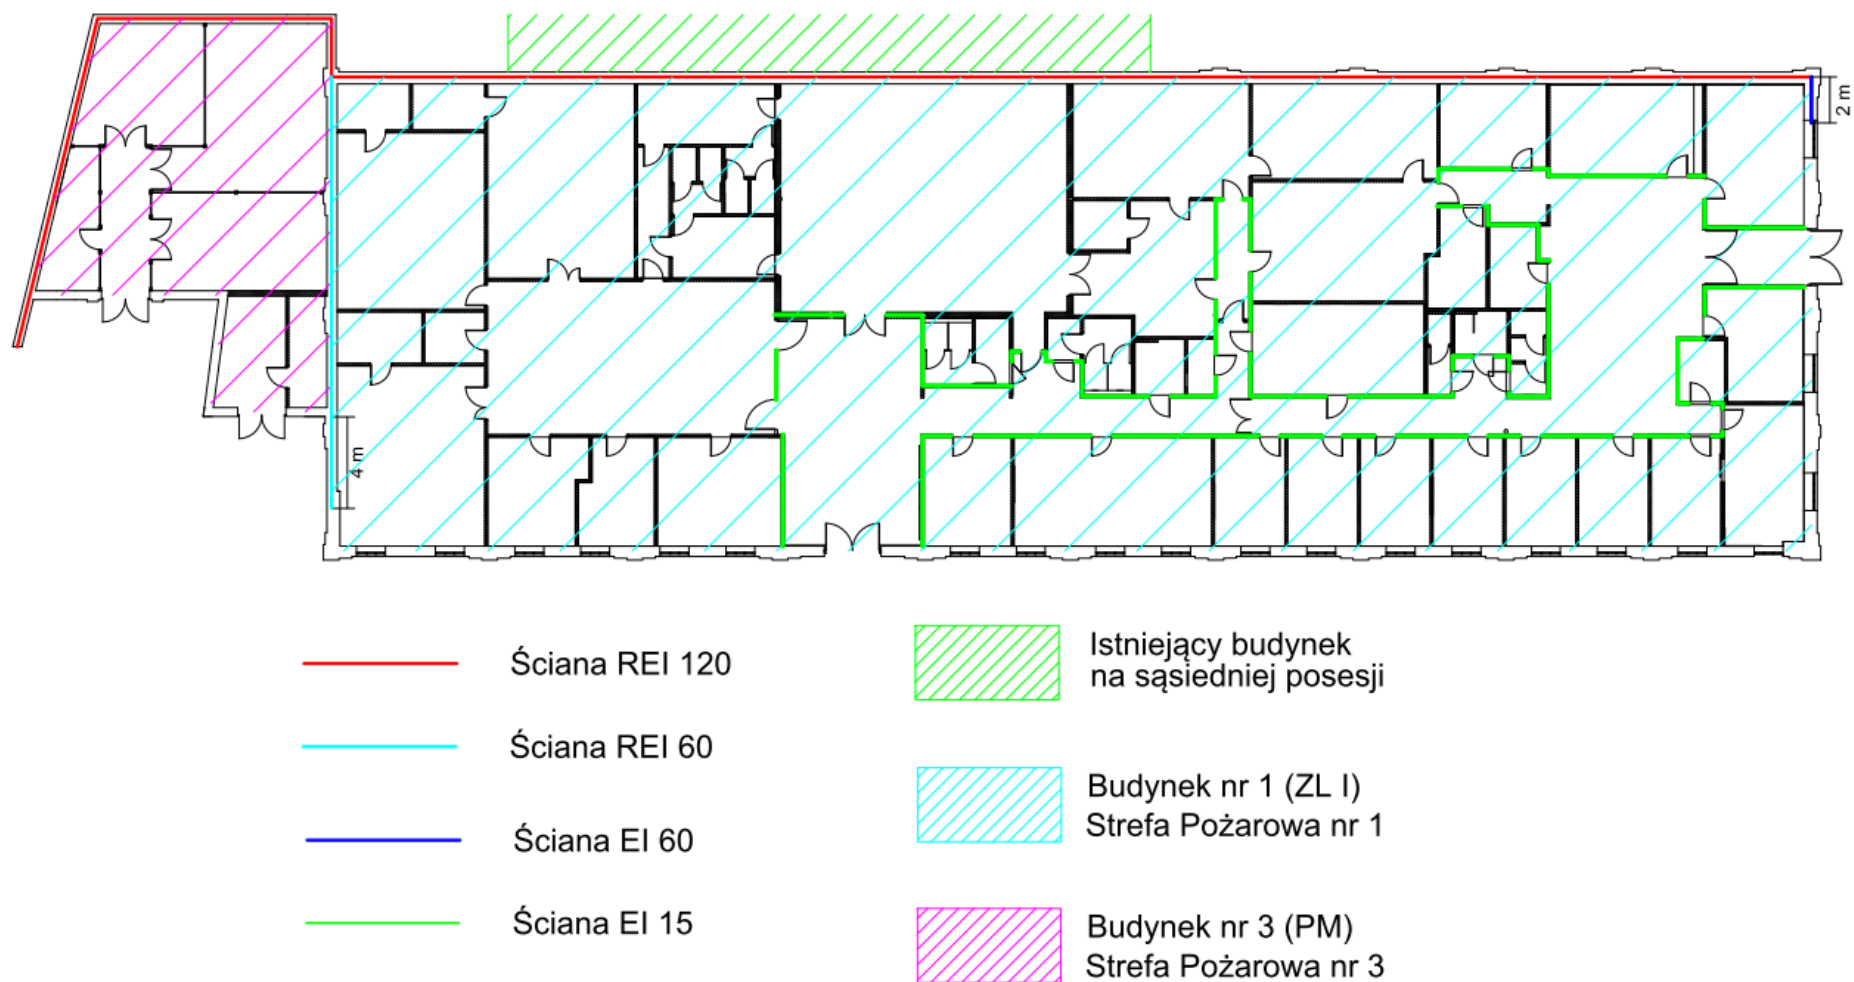 2 m
4 m
Ściana REI 120
Ściana REI 60
Ściana EI 60
Ściana EI 15
Istniejący budynek
na sąsiedniej posesji
Budynek nr 1 (ZL I)
Strefa Pożarowa nr 1
Budynek nr 3 (PM)
Strefa Pożarowa nr 3